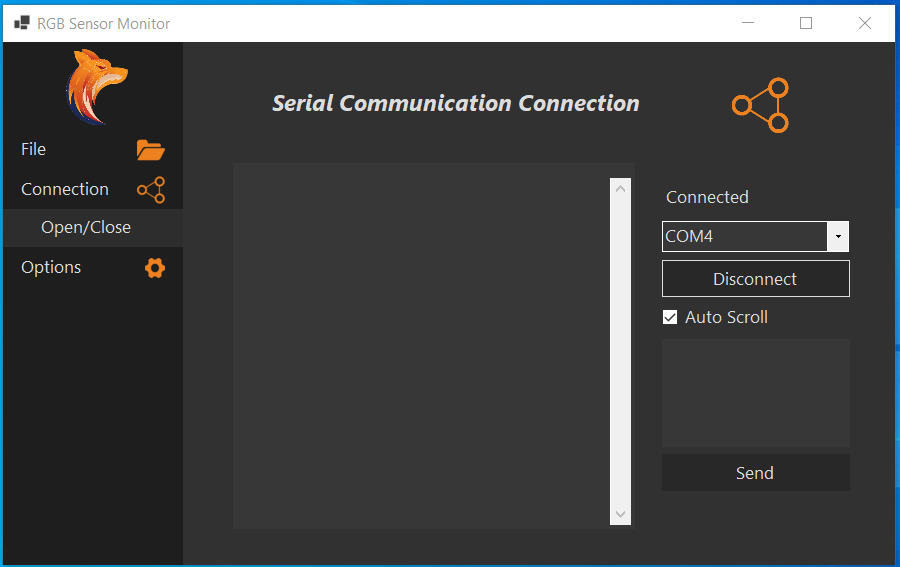 RGB Sensor Monitor
File
Connection
Open/Close
Options
Serial Communication Connection
Connected
COM4
Disconnect
Auto Scroll
Send